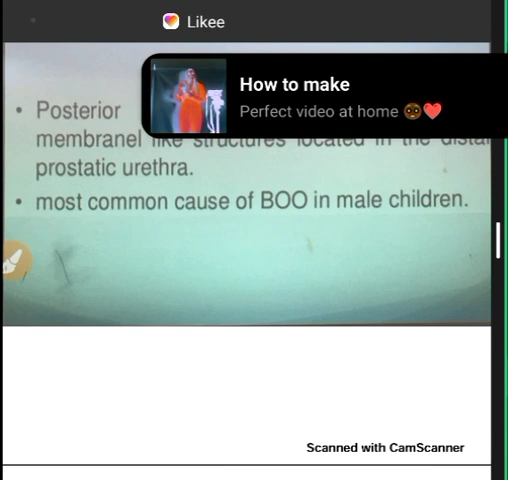 Likee
How to make
Perfect video at home
• Posterior
membranel like structures located in the distal
prostatic urethra.
• most common cause of BOO in male children.
Scanned with CamScanner